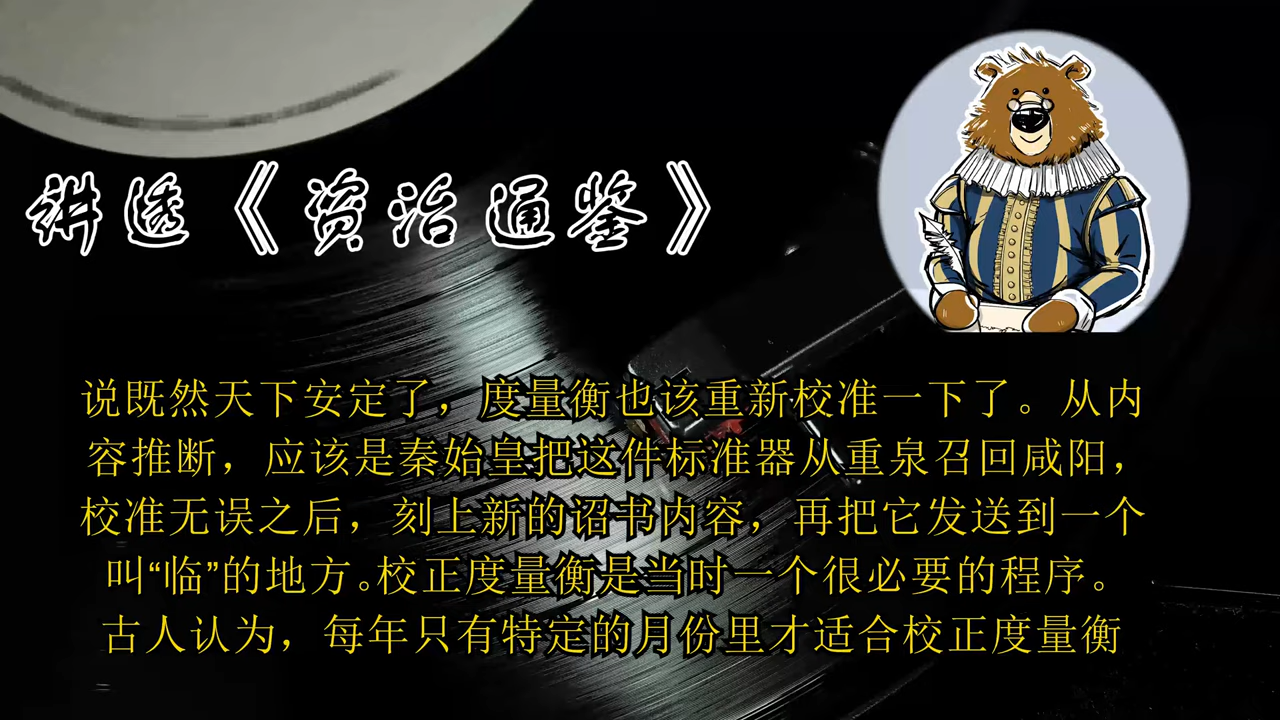 讲透《资治通鉴》
说既然天下安定了，度量衡也该重新校准一下了。从内
容推断，应该是秦始皇把这件标准器从重泉召回咸阳，
校准无误之后，刻上新的诏书内容，再把它发送到一个
叫“临”的地方。校正度量衡是当时一个很必要的程序。
古人认为，每年只有特定的月份里才适合校正度量衡